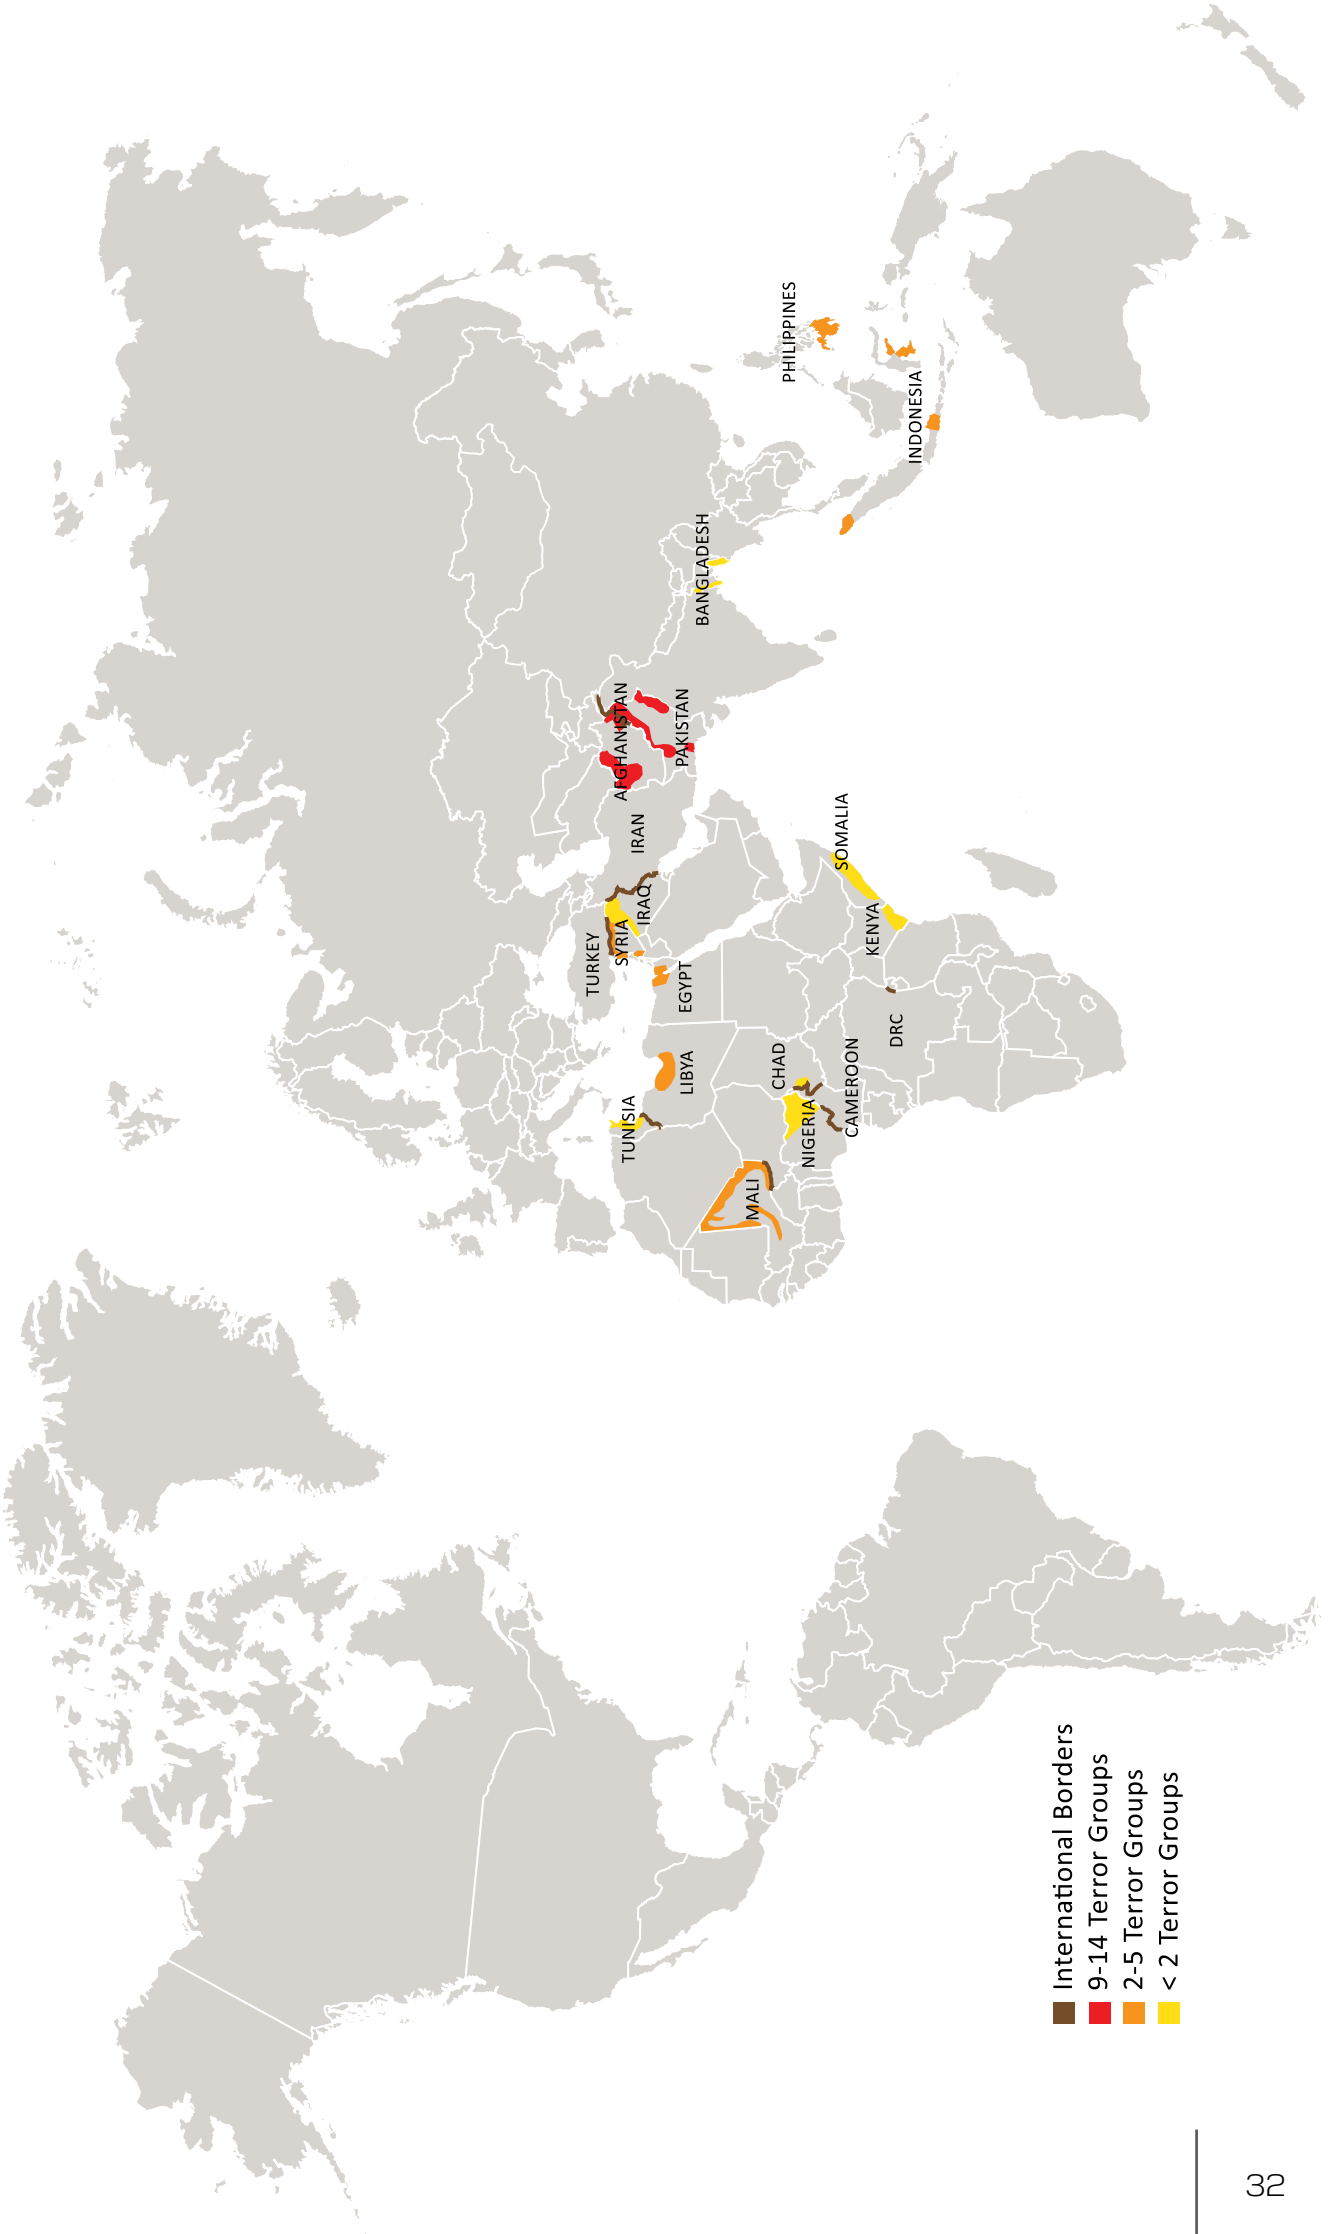 PHILIPPINES
INDONESIA
BANGLADESH
AFGHANISTAN
PAKISTAN
IRAN
SOMALIA
IRAQ
KENYA
TURKEY
SYRIA
EGYPT
DRC
CHAD
LIBYA
CAMEROON
TUNISIA
NIGERIA
MALI
International Borders
9-14 Terror Groups
2-5 Terror Groups
< 2 Terror Groups
32